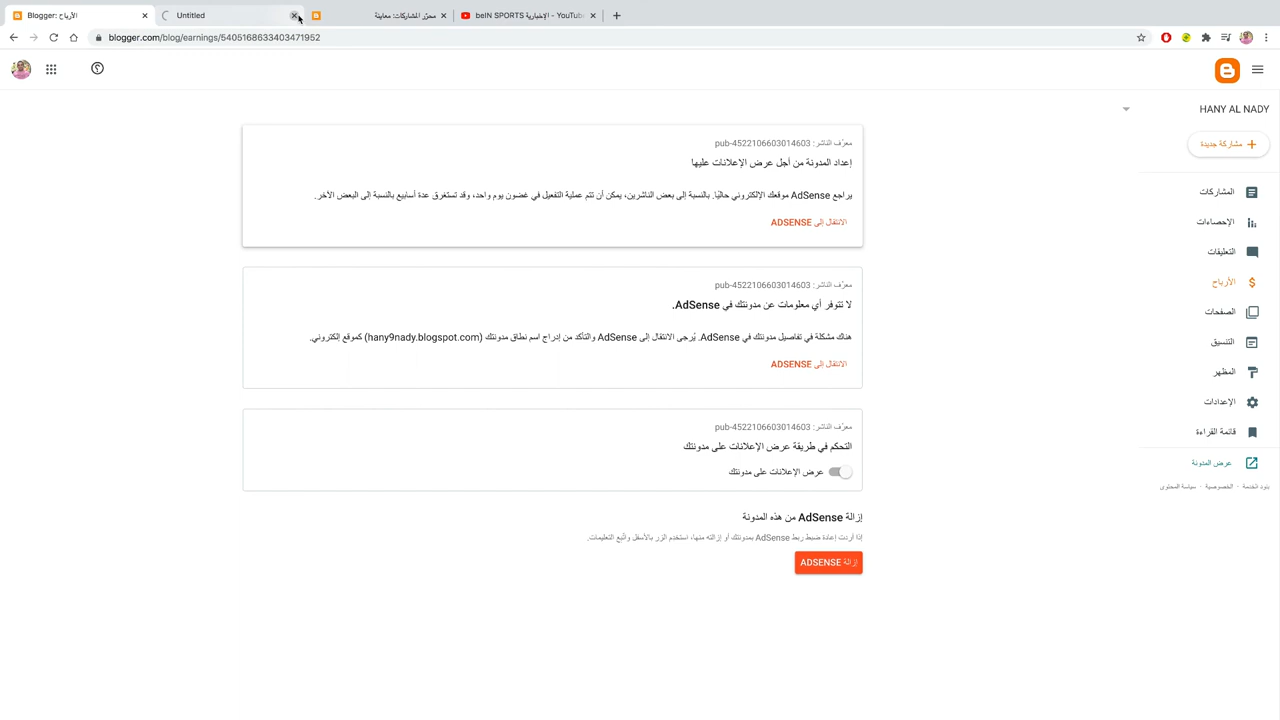 Blogger: الأرباح
Untitled
محرّر المشاركات: معاينة
beIN SPORTS الإخبارية - YouTube
blogger.com/blog/earnings/5405168633403471952
HANY AL NADY
مشاركة جديدة
المشاركات
الإحصاءات
التعليقات
الأرباح
الصفحات
التنسيق
المظهر
الإعدادات
قائمة القراءة
عرض المدونة
بنود الخدمة • الخصوصية • سياسة المحتوى
معرّف الناشر: pub-4522106603014603
إعداد المدونة من أجل عرض الإعلانات عليها
يراجع AdSense موقعك الإلكتروني حاليًا. بالنسبة إلى بعض الناشرين، يمكن أن تتم عملية التفعيل في غضون يوم واحد، وقد تستغرق عدة أسابيع بالنسبة إلى البعض الآخر.
الانتقال إلى ADSENSE
معرّف الناشر: pub-4522106603014603
لا تتوفر أي معلومات عن مدونتك في AdSense.
هناك مشكلة في تفاصيل مدونتك في AdSense. يُرجى الانتقال إلى AdSense والتأكد من إدراج اسم نطاق مدونتك (hany9nady.blogspot.com) كموقع إلكتروني.
الانتقال إلى ADSENSE
معرّف الناشر: pub-4522106603014603
التحكم في طريقة عرض الإعلانات على مدونتك
عرض الإعلانات على مدونتك
إزالة AdSense من هذه المدونة
إذا أردت إعادة ضبط ربط AdSense بمدونتك أو إزالته منها، استخدم الزر بالأسفل واتّبع التعليمات.
إزالة ADSENSE